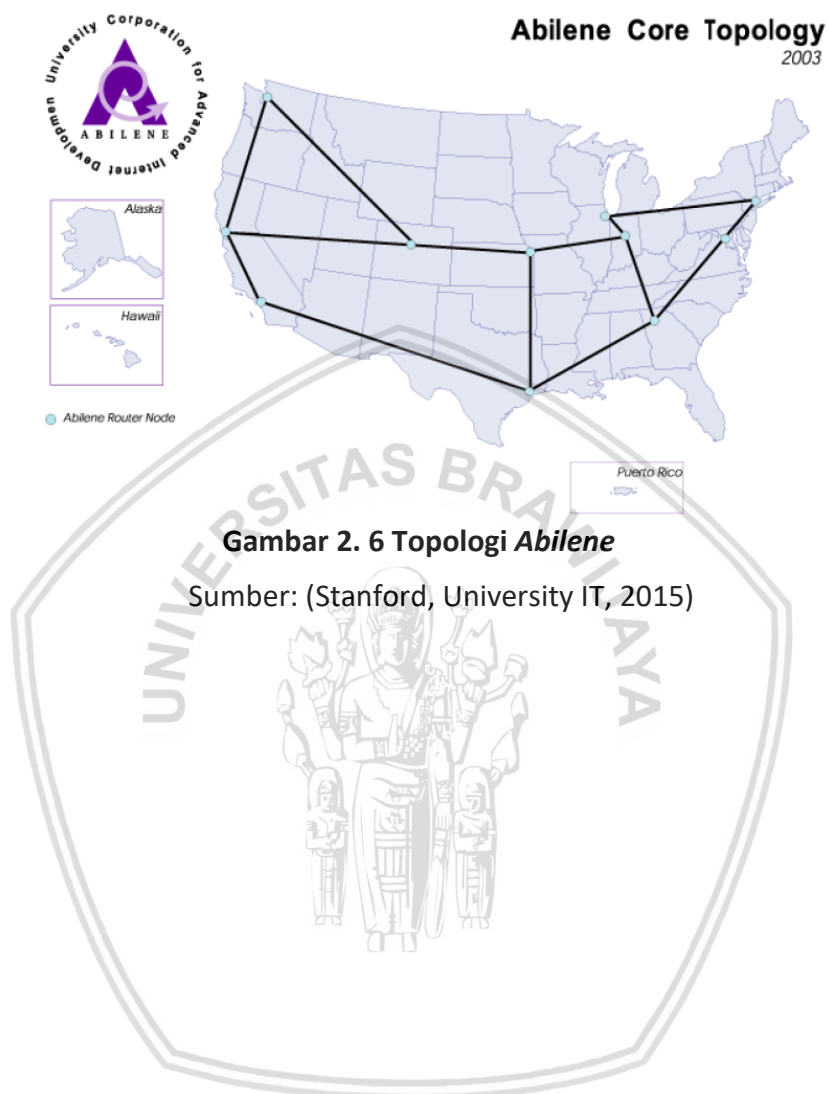 University Corporation for Advanced Internet Developmen
ABILENE
Abilene Core Topology
2003
Alaska
Hawaii
Abilene Router Node
Puerto Rico
UNIVERSITAS BRAWIJAYA
Gambar 2. 6 Topologi Abilene
Sumber: (Stanford, University IT, 2015)